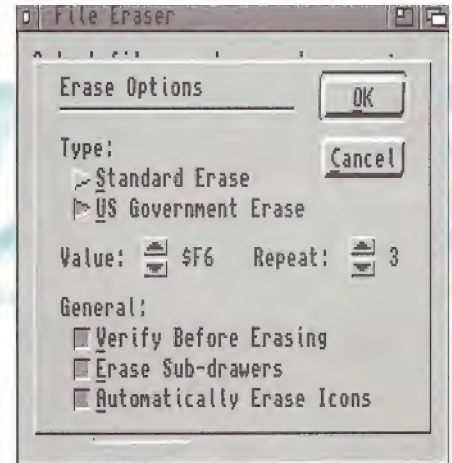 File Eraser
Erase Options
OK
Type:
Cancel
Standard Erase
US Government Erase
Value: $F6 Repeat: 3
General:
Verify Before Erasing
Erase Sub-drawers
Automatically Erase Icons